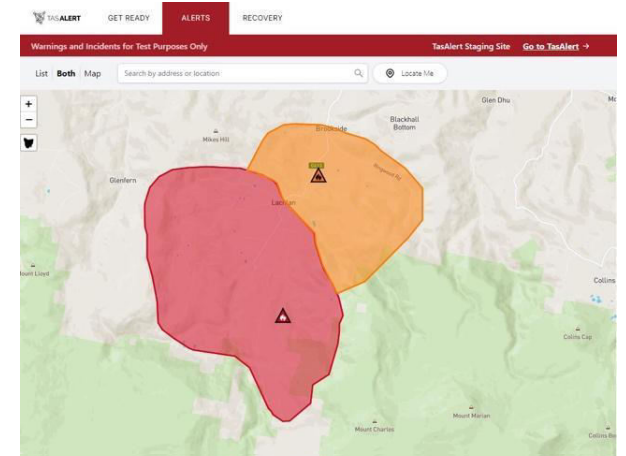 TASALERT GET READY ALERTS RECOVERY
Warnings and Incidents for Test Purposes Only TasAlert Staging Site Go to TasAlert →
List Both Map Search by address or location Locate Me
+
−
Glen Dhu
Blackhall
Bottom
Brookside
Mikes Hill
Glenfern
Ringwood Rd
Lachlan
Mount Lloyd
Collins
Collins Cap
Mount Marian
Mount Charles